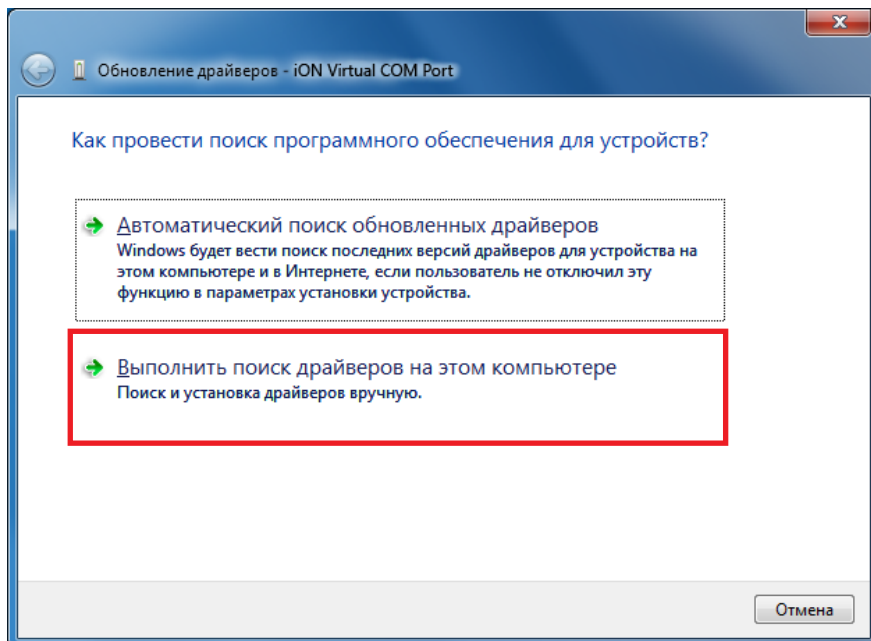 Обновление драйверов - iON Virtual COM Port
Как провести поиск программного обеспечения для устройств?
Автоматический поиск обновленных драйверов
Windows будет вести поиск последних версий драйверов для устройства на
этом компьютере и в Интернете, если пользователь не отключил эту
функцию в параметрах установки устройства.
Выполнить поиск драйверов на этом компьютере
Поиск и установка драйверов вручную.
Отмена